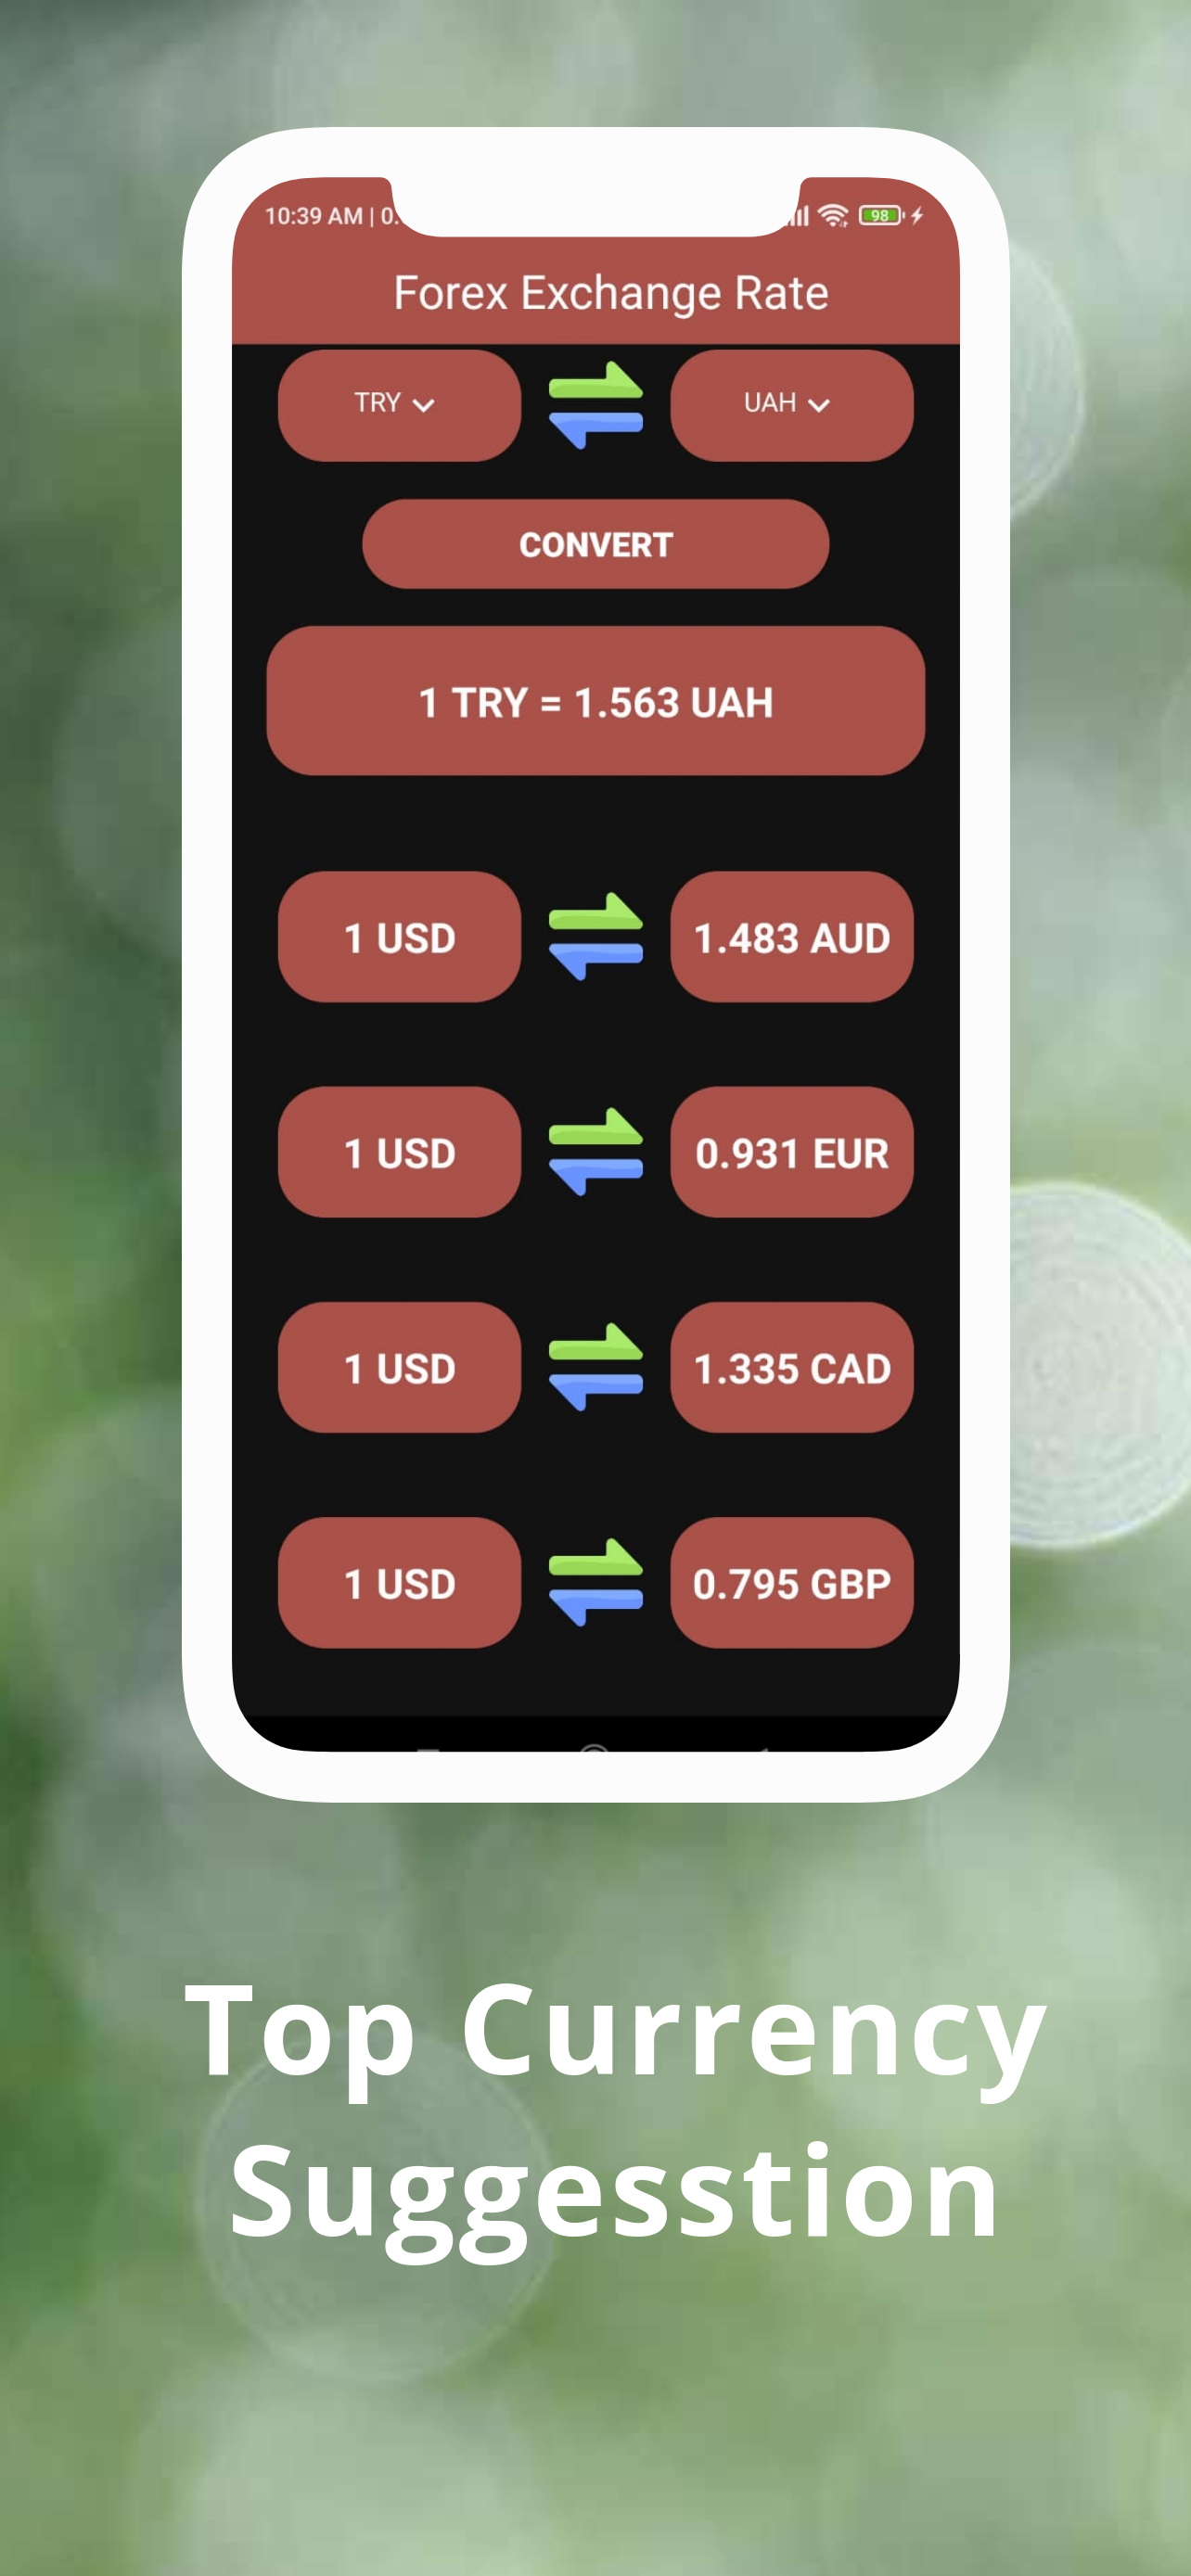 10:39 AM | 0.
98
Forex Exchange Rate
TRY
UAH
CONVERT
1 TRY = 1.563 UAH
1 USD
1.483 AUD
1 USD
0.931 EUR
1 USD
1.335 CAD
1 USD
0.795 GBP
Top Currency
Suggesstion